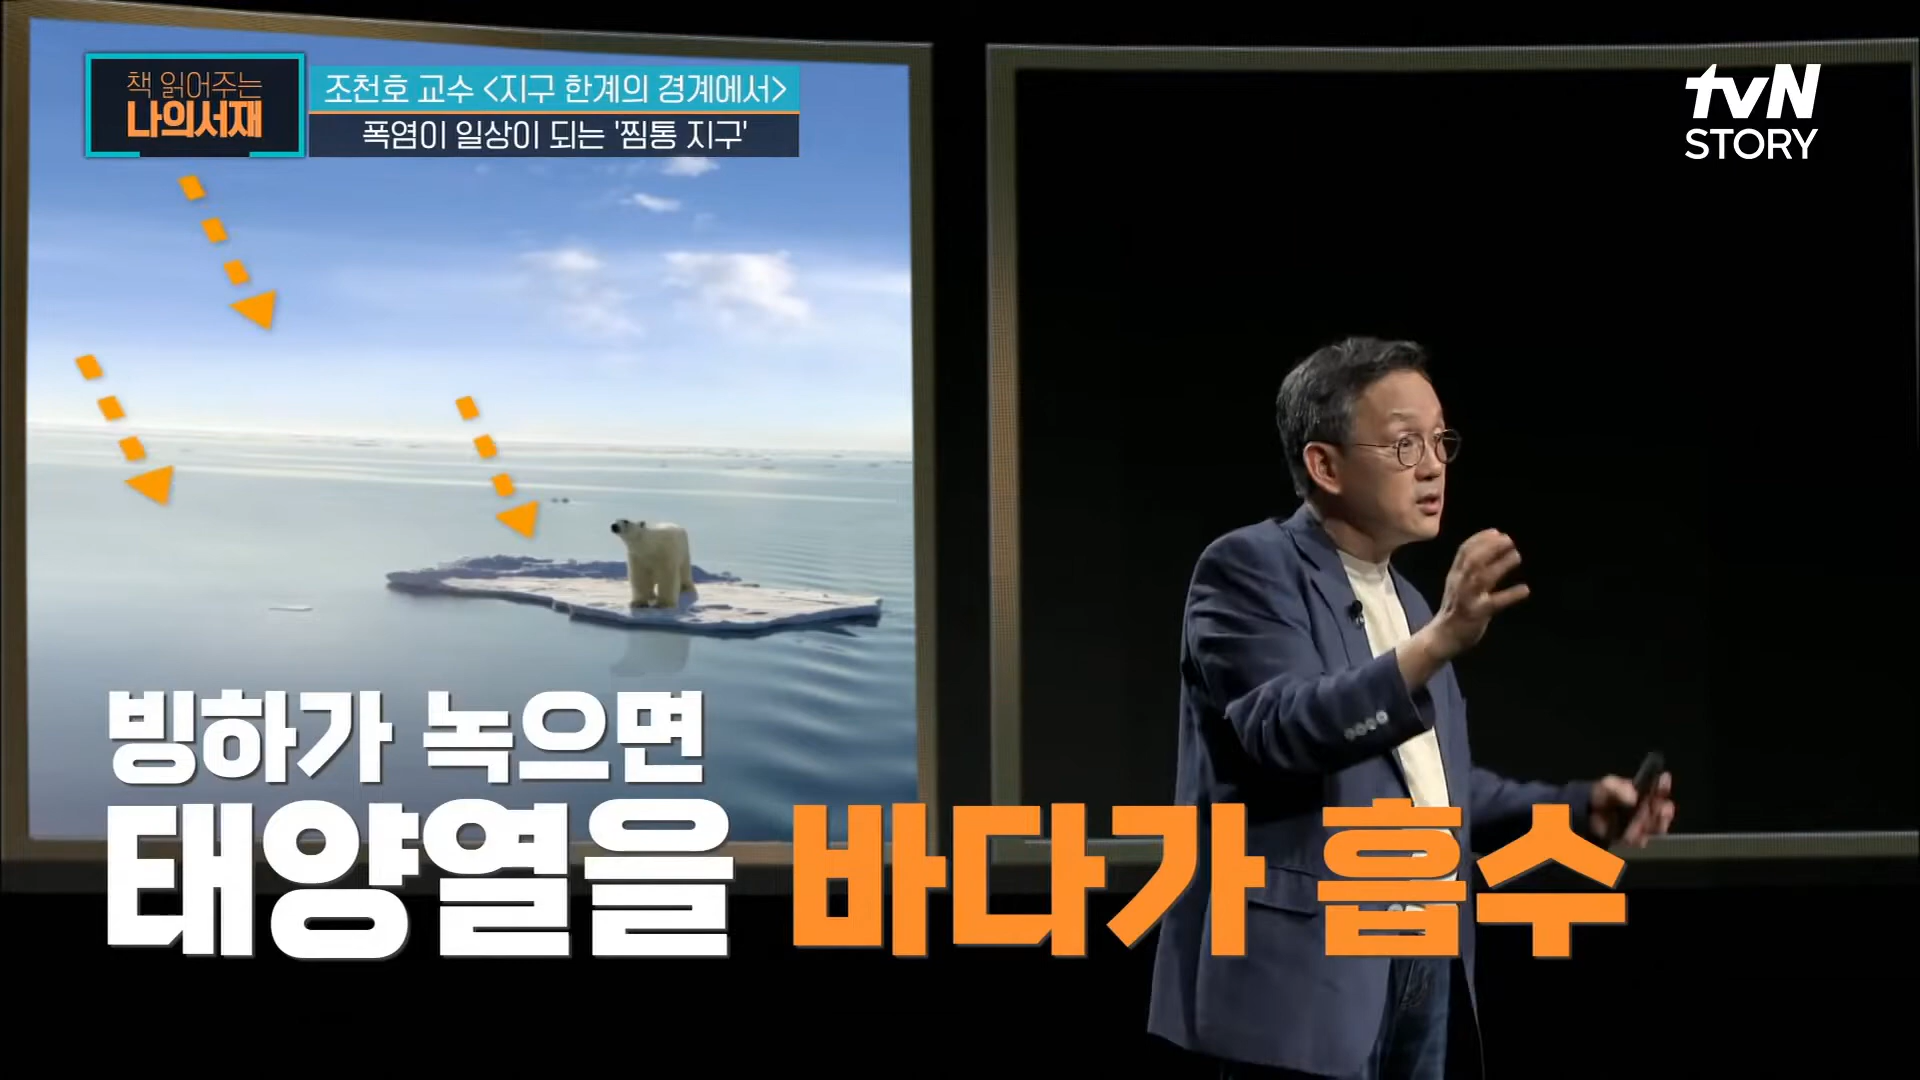 책 읽어주는
나의서재
조천호 교수 <지구 한계의 경계에서>
폭염이 일상이 되는 '찜통 지구'
tvN
STORY
빙하가 녹으면
태양열을 바다가 흡수